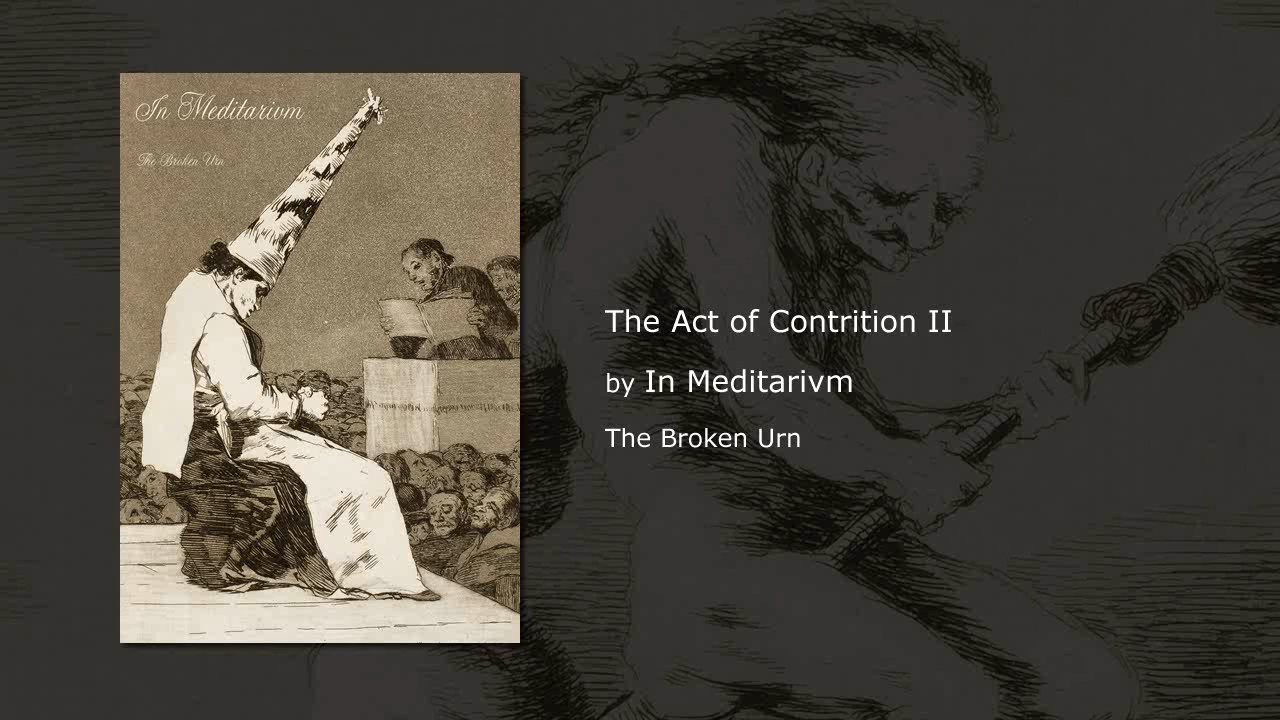 In Meditarivm
The Broken Urn
The Act of Contrition II
by In Meditarivm
The Broken Urn